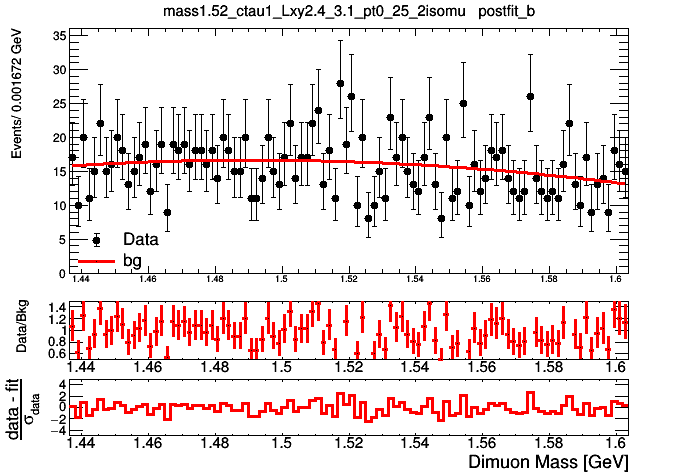 mass1.52_ctau1_Lxy2.4_3.1_pt0_25_2isomu postfit_b
Events/ 0.001672 GeV
35
30
25
20
15
10
5
0
Data
bg
1.44 1.46 1.48 1.5 1.52 1.54 1.56 1.58 1.6
Data/Bkg
1.4
1.2
1
0.8
0.6
1.44 1.46 1.48 1.5 1.52 1.54 1.56 1.58 1.6
data - fit
σdata
4
2
0
−2
−4
1.44 1.46 1.48 1.5 1.52 1.54 1.56 1.58 1.6
Dimuon Mass [GeV]